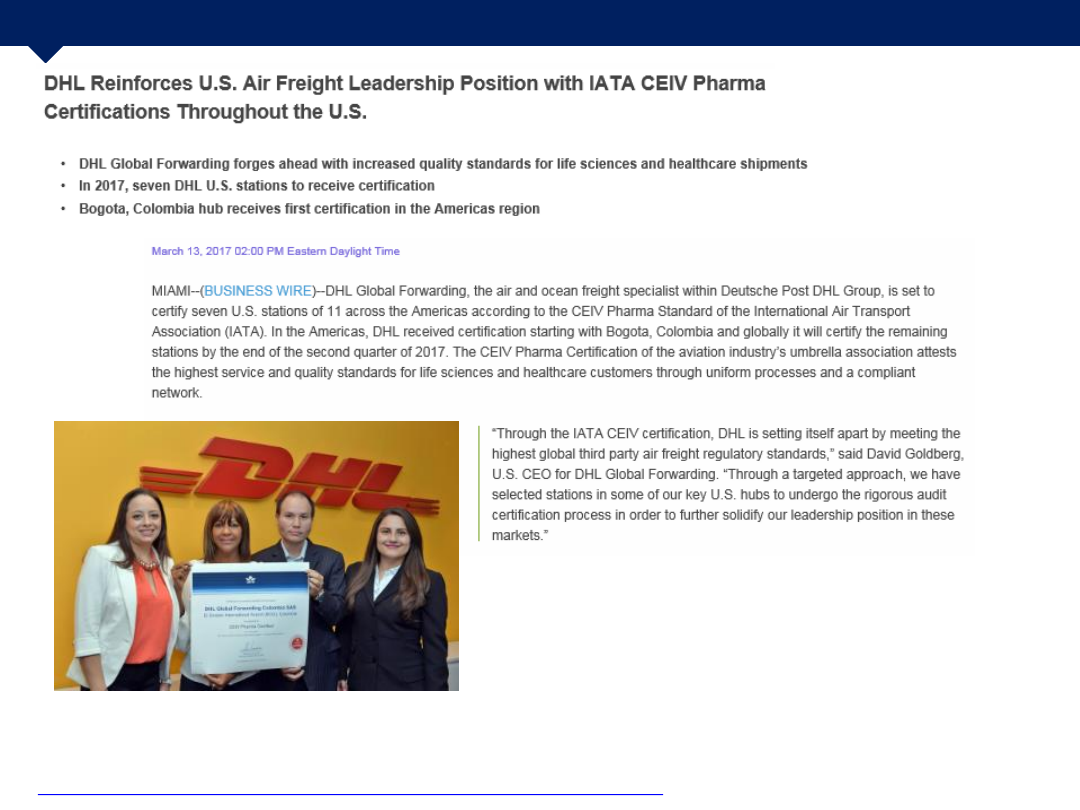 DHL Reinforces U.S. Air Freight Leadership Position with IATA CEIV Pharma
Certifications Throughout the U.S.
• DHL Global Forwarding forges ahead with increased quality standards for life sciences and healthcare shipments
• In 2017, seven DHL U.S. stations to receive certification
• Bogota, Colombia hub receives first certification in the Americas region
March 13, 2017 02:00 PM Eastern Daylight Time
MIAMI--(BUSINESS WIRE)--DHL Global Forwarding, the air and ocean freight specialist within Deutsche Post DHL Group, is set to
certify seven U.S. stations of 11 across the Americas according to the CEIV Pharma Standard of the International Air Transport
Association (IATA). In the Americas, DHL received certification starting with Bogota, Colombia and globally it will certify the remaining
stations by the end of the second quarter of 2017. The CEIV Pharma Certification of the aviation industry's umbrella association attests
the highest service and quality standards for life sciences and healthcare customers through uniform processes and a compliant
network.
DHL
DHL Global Forwarding Colombia SAS
CEIV Pharma Certified
“Through the IATA CEIV certification, DHL is setting itself apart by meeting the
highest global third party air freight regulatory standards,” said David Goldberg,
U.S. CEO for DHL Global Forwarding. “Through a targeted approach, we have
selected stations in some of our key U.S. hubs to undergo the rigorous audit
certification process in order to further solidify our leadership position in these
markets.”